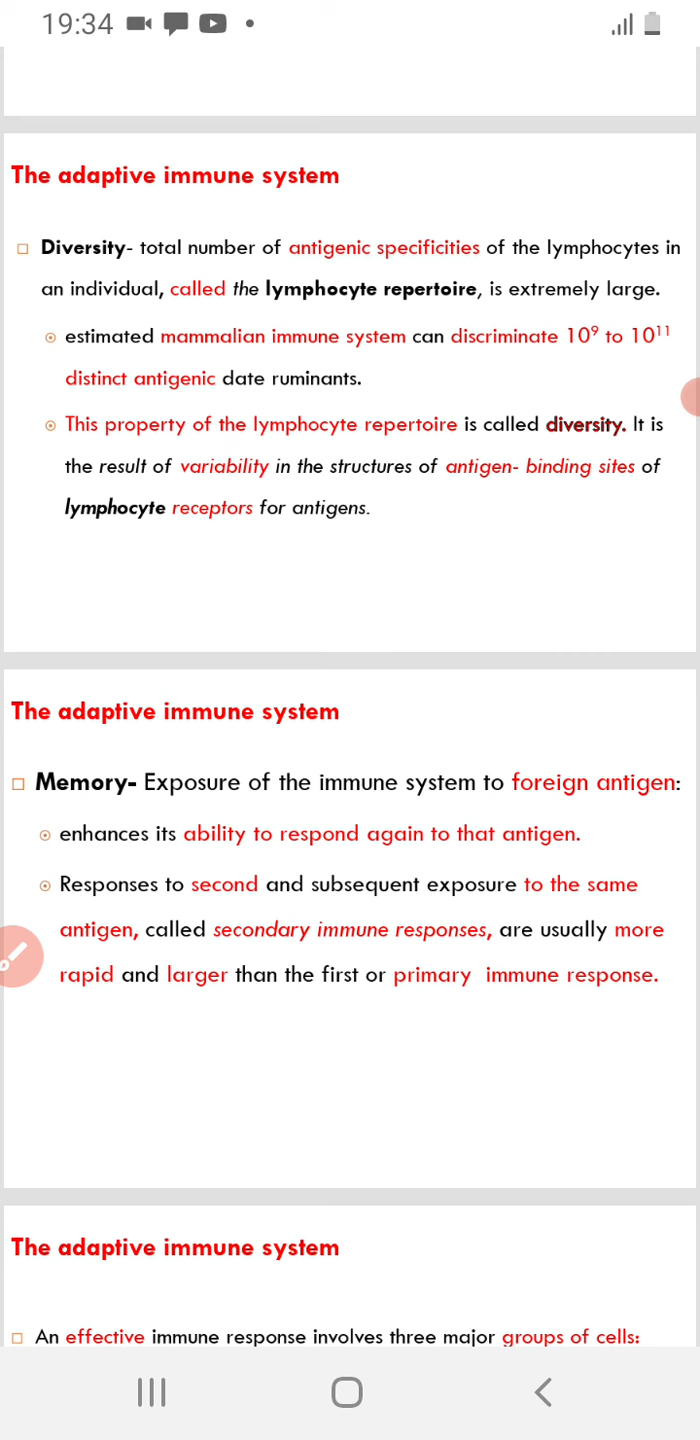 19:34
The adaptive immune system
Diversity- total number of antigenic specificities of the lymphocytes in
an individual, called the lymphocyte repertoire, is extremely large.
estimated mammalian immune system can discriminate 10⁹ to 10¹¹
distinct antigenic date ruminants.
This property of the lymphocyte repertoire is called diversity. It is
the result of variability in the structures of antigen- binding sites of
lymphocyte receptors for antigens.
The adaptive immune system
Memory- Exposure of the immune system to foreign antigen:
enhances its ability to respond again to that antigen.
Responses to second and subsequent exposure to the same
antigen, called secondary immune responses, are usually more
rapid and larger than the first or primary immune response.
The adaptive immune system
An effective immune response involves three major groups of cells: